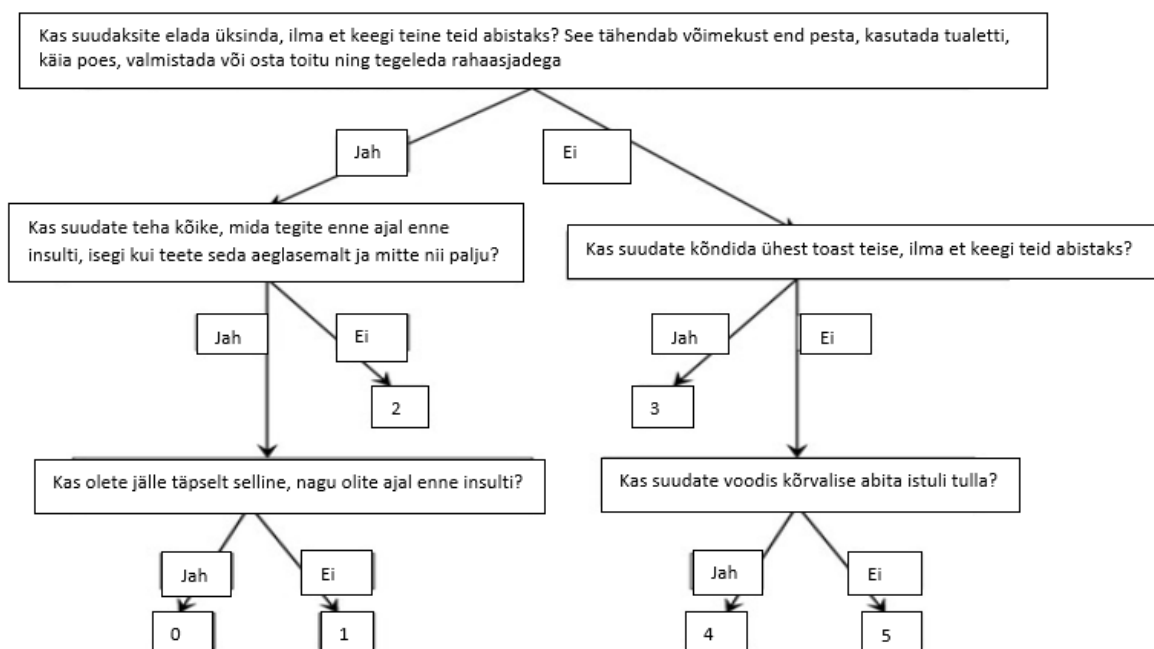 Kas suudaksite elada üksinda, ilma et keegi teine teid abistaks? See tähendab võimekust end pesta, kasutada tualetti,
käia poes, valmistada või osta toitu ning tegeleda rahaasjadega
Jah
Ei
Kas suudate teha kõike, mida tegite enne ajal enne
insulti, isegi kui teete seda aeglasemalt ja mitte nii palju?
Kas suudate kõndida ühest toast teise, ilma et keegi teid abistaks?
Jah
Ei
Jah
Ei
2
3
Kas olete jälle täpselt selline, nagu olite ajal enne insulti?
Kas suudate voodis kõrvalise abita istuli tulla?
Jah
Ei
Jah
Ei
0
1
4
5